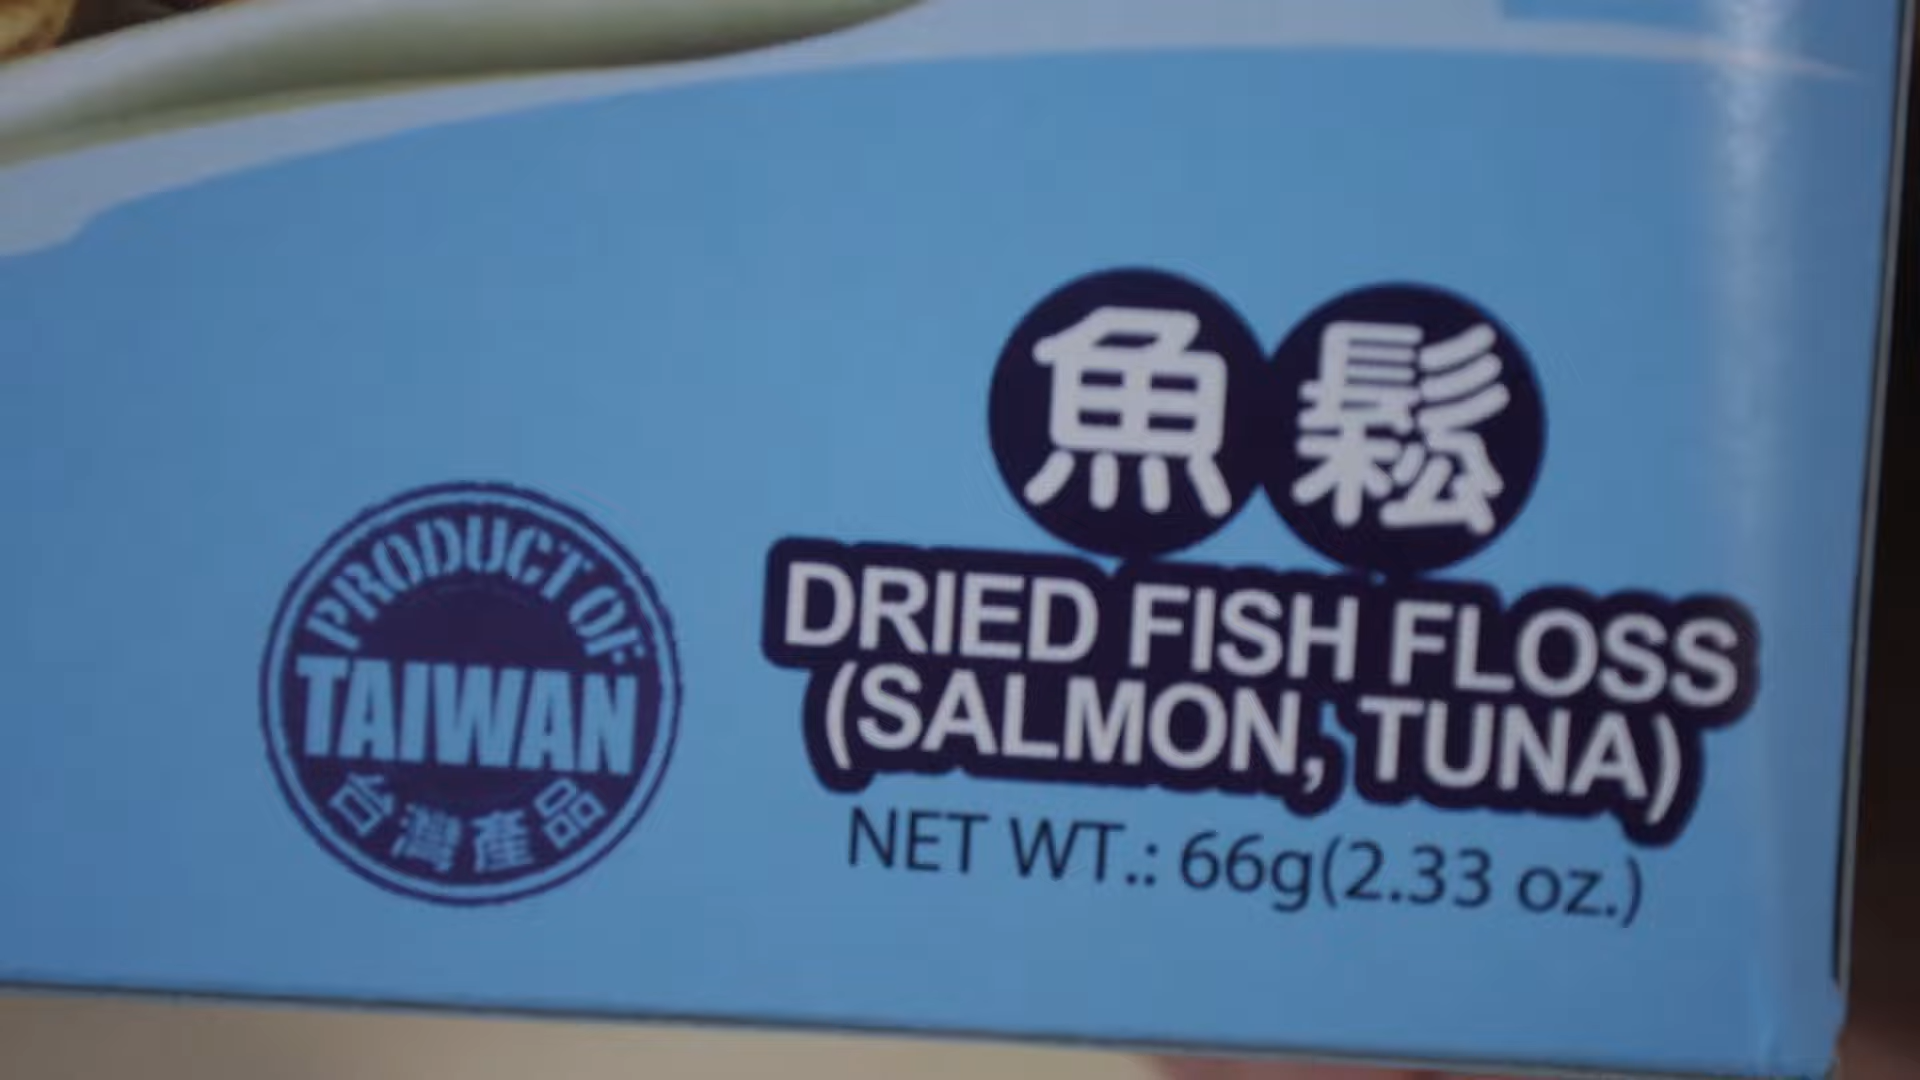 PRODUCT OF
TAIWAN
台灣產品
魚鬆
DRIED FISH FLOSS
(SALMON, TUNA)
NET WT.: 66g(2.33 oz.)